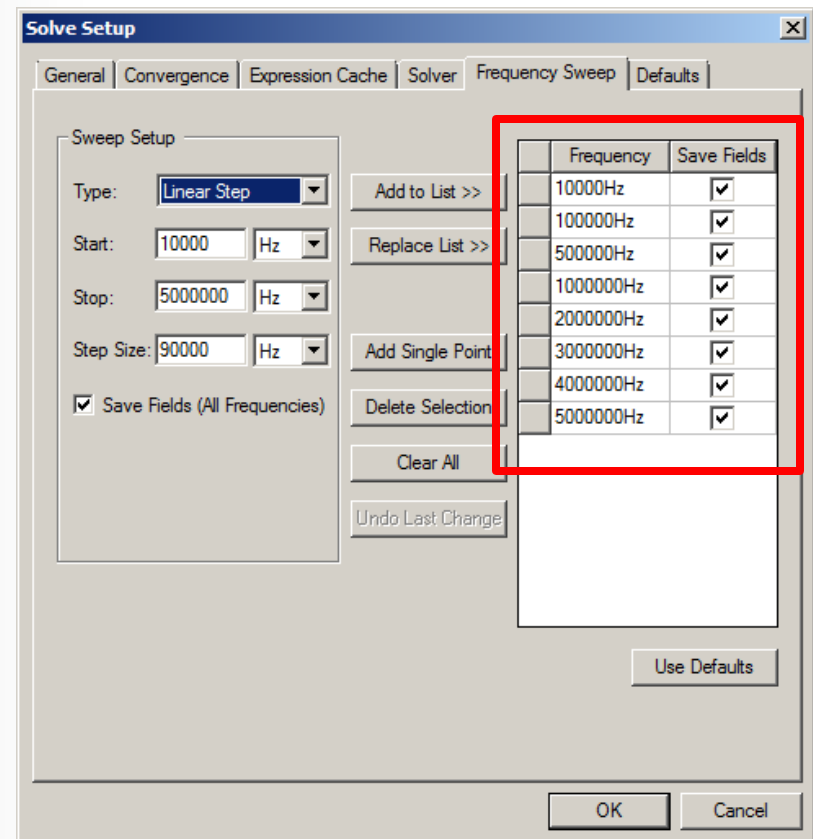 Solve Setup
General Convergence Expression Cache Solver Frequency Sweep Defaults
Sweep Setup
Type: Linear Step
Start: 10000 Hz
Stop: 5000000 Hz
Step Size: 90000 Hz
Save Fields (All Frequencies)
Add to List >>
Replace List >>
Add Single Point
Delete Selection
Clear All
Undo Last Change
Frequency Save Fields
10000Hz
100000Hz
500000Hz
1000000Hz
2000000Hz
3000000Hz
4000000Hz
5000000Hz
Use Defaults
OK Cancel